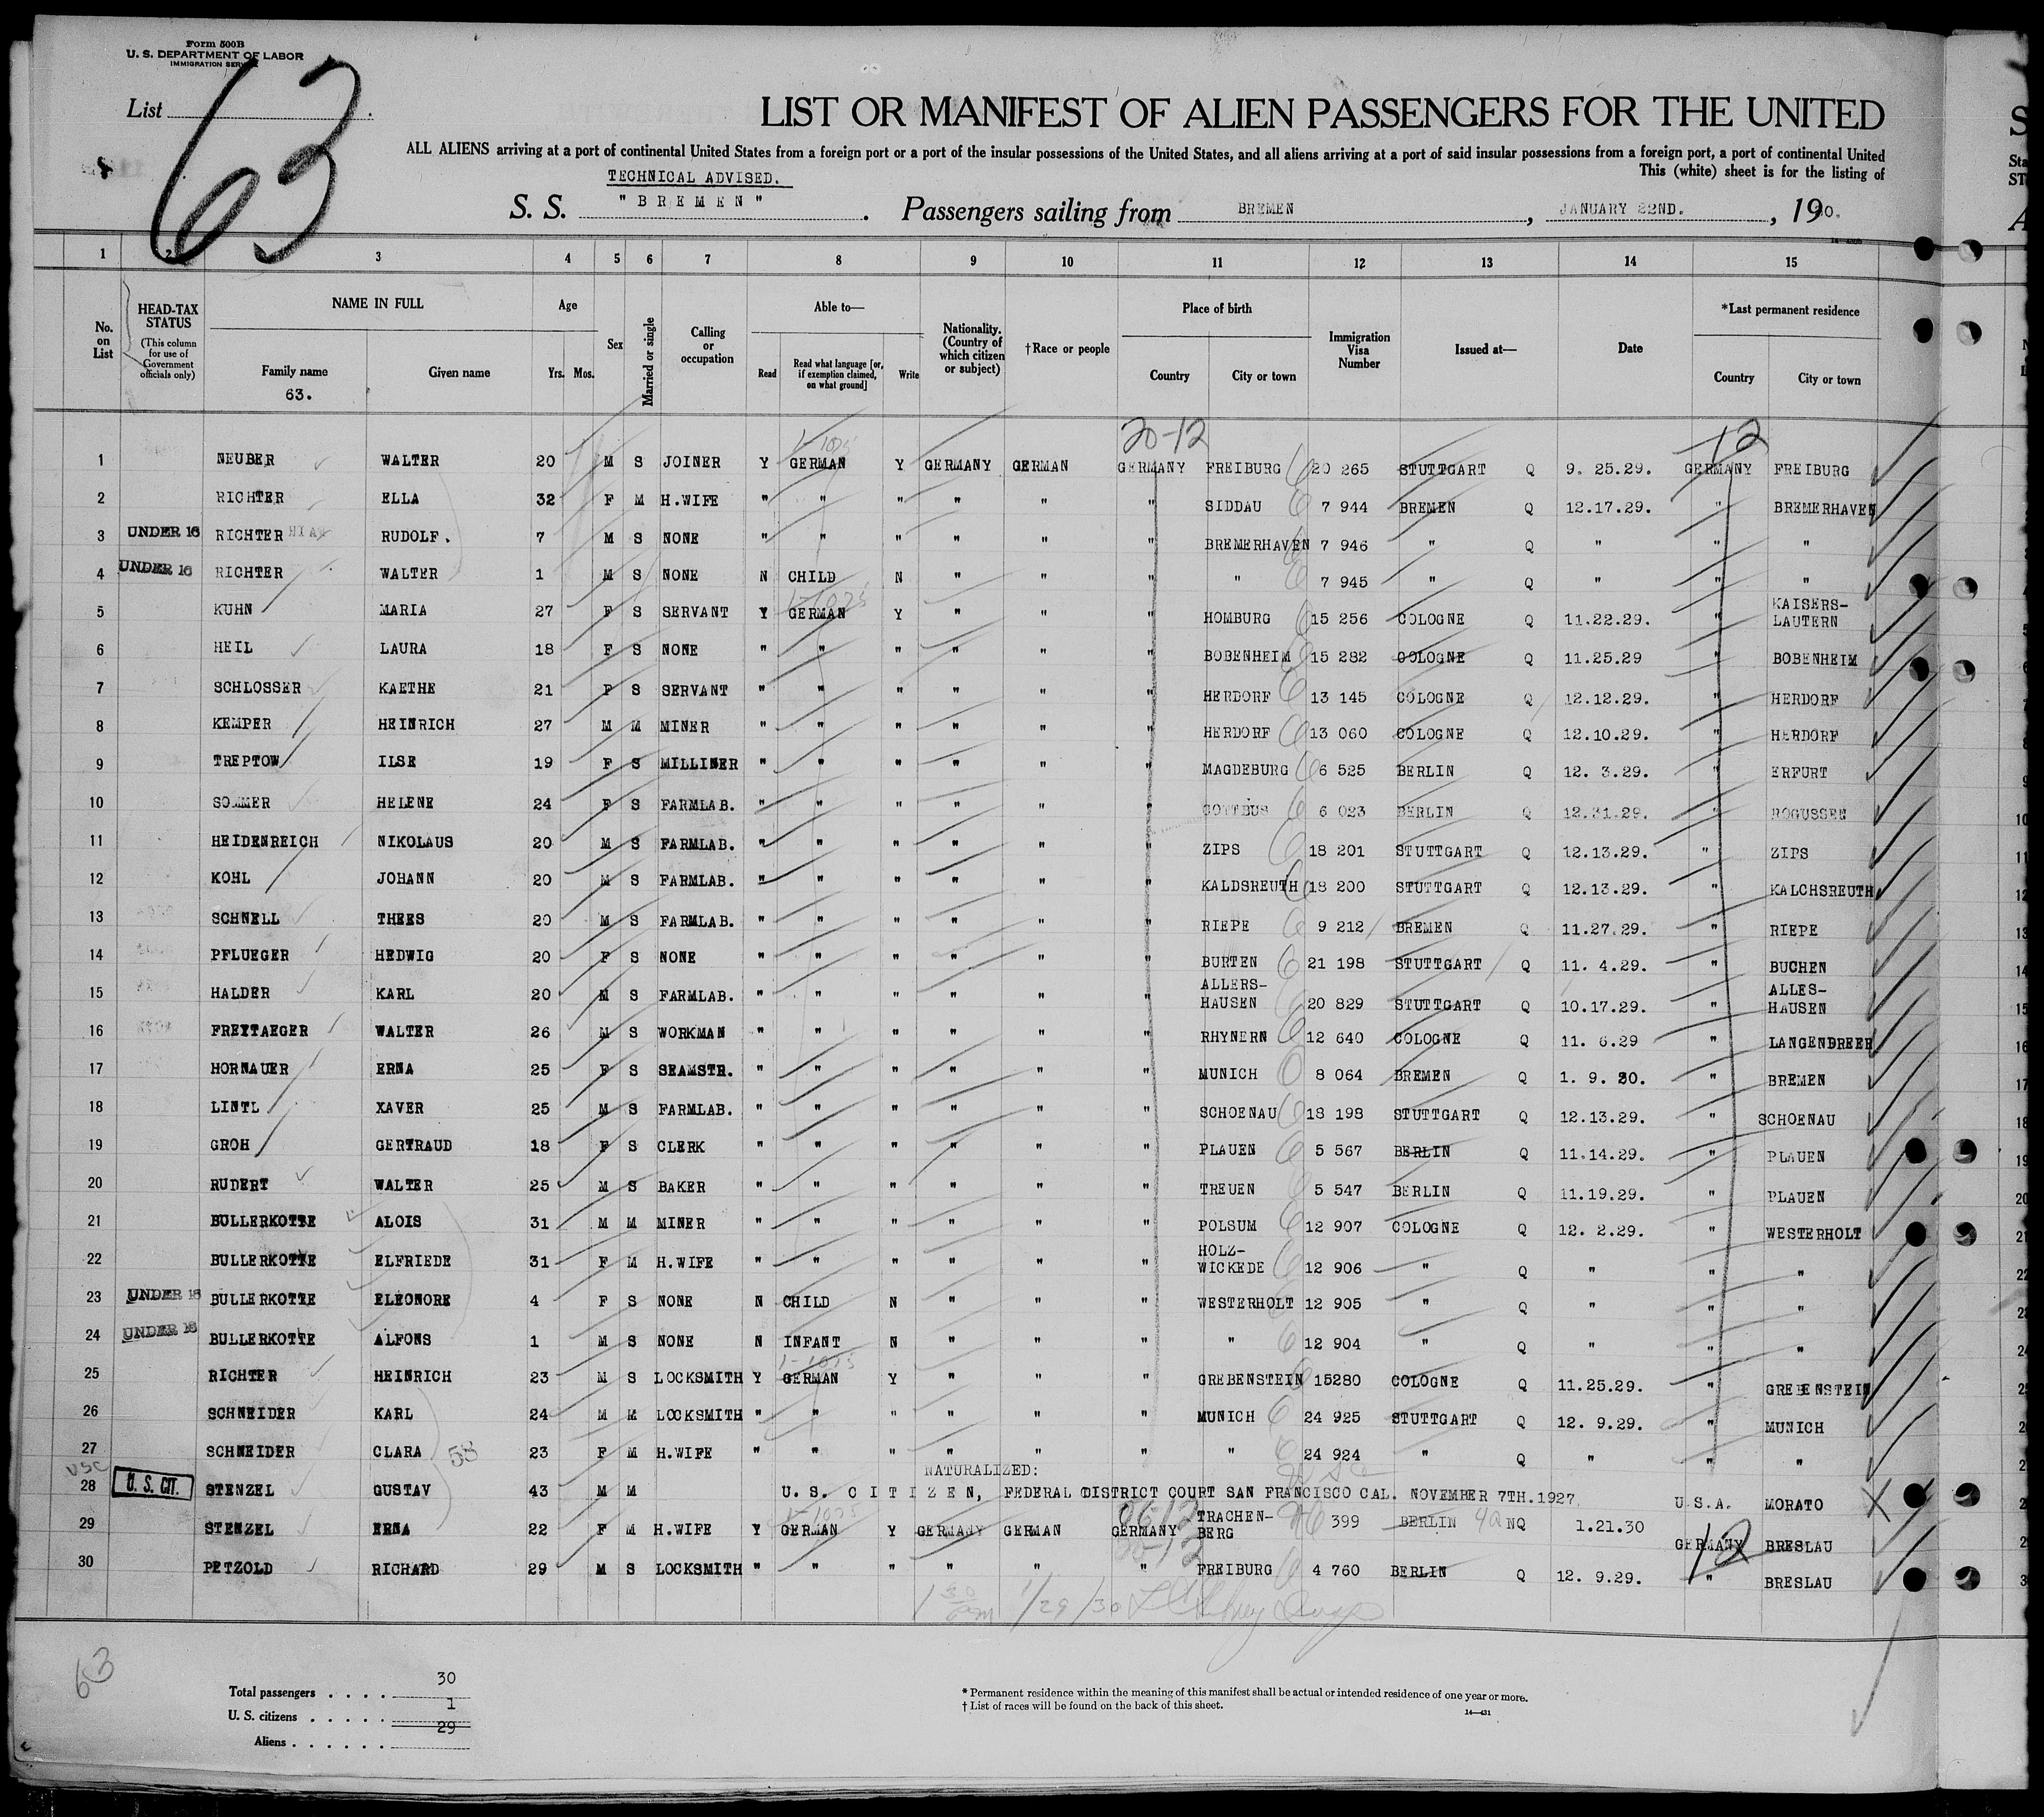 Form 500B
U. S. DEPARTMENT OF LABOR
IMMIGRATION SERVICE
List
63
LIST OR MANIFEST OF ALIEN PASSENGERS FOR THE UNITED
ALL ALIENS arriving at a port of continental United States from a foreign port or a port of the insular possessions of the United States, and all aliens arriving at a port of said insular possessions from a foreign port, a port of continental United
This (white) sheet is for the listing of
TECHNICAL ADVISED.
S. S. "BREMEN". Passengers sailing from BREMEN, JANUARY 22ND., 1930.
1 2 3 4 5 6 7 8 9 10 11 12 13 14 15
No. on List
HEAD-TAX STATUS (This column for use of Government officials only)
NAME IN FULL
Family name Given name
63.
Age Yrs. Mos.
Sex
Married or single
Calling or occupation
Able to— Read Read what language [or, if exemption claimed, on what ground] Write
Nationality. (Country of which citizen or subject)
†Race or people
Place of birth Country City or town
Immigration Visa Number
Issued at—
Date
*Last permanent residence Country City or town
20-12 12
1 NEUBER WALTER 20 M S JOINER Y GERMAN Y GERMANY GERMAN GERMANY FREIBURG 20 265 STUTTGART Q 9. 25.29. GERMANY FREIBURG
2 RICHTER ELLA 32 F M H.WIFE " " " " " " SIDDAU 7 944 BREMEN Q 12.17.29. " BREMERHAVEN
3 UNDER 16 RICHTER RUDOLF. 7 M S NONE " " " " " " BREMERHAVEN 7 946 " Q " " "
4 UNDER 16 RICHTER WALTER 1 M S NONE N CHILD N " " " " 7 945 " Q " " "
5 KUHN MARIA 27 F S SERVANT Y GERMAN Y " " " HOMBURG 15 256 COLOGNE Q 11.22.29. " KAISERS-LAUTERN
6 HEIL LAURA 18 F S NONE " " " " " " BOBENHEIM 15 282 COLOGNE Q 11.25.29 " BOBENHEIM
7 SCHLOSSER KAETHE 21 F S SERVANT " " " " " " HERDORF 13 145 COLOGNE Q 12.12.29. " HERDORF
8 KEMPER HEINRICH 27 M M MINER " " " " " " HERDORF 13 060 COLOGNE Q 12.10.29. " HERDORF
9 TREPTOW ILSE 19 F S MILLINER " " " " " " MAGDEBURG 6 525 BERLIN Q 12. 3.29. " ERFURT
10 SOMMER HELENE 24 F S FARMLAB. " " " " " " COTTBUS 6 023 BERLIN Q 12.31.29. " ROGUSSEN
11 HEIDENREICH NIKOLAUS 20 M S FARMLAB. " " " " " " ZIPS 18 201 STUTTGART Q 12.13.29. " ZIPS
12 KOHL JOHANN 20 M S FARMLAB. " " " " " " KALDSREUTH 18 200 STUTTGART Q 12.13.29. " KALCHSREUTH
13 SCHNELL THEES 20 M S FARMLAB. " " " " " " RIEPE 9 212 BREMEN Q 11.27.29. " RIEPE
14 PFLUEGER HEDWIG 20 F S NONE " " " " " " BURTEN 21 198 STUTTGART Q 11. 4.29. " BUCHEN
15 HALDER KARL 20 M S FARMLAB. " " " " " " ALLERS-HAUSEN 20 829 STUTTGART Q 10.17.29. " ALLES-HAUSEN
16 FREYTAEGER WALTER 26 M S WORKMAN " " " " " " RHYNERN 12 640 COLOGNE Q 11. 6.29 " LANGENDREER
17 HORNAUER ERNA 25 F S SEAMSTR. " " " " " " MUNICH 8 064 BREMEN Q 1. 9. 30. " BREMEN
18 LINTL XAVER 25 M S FARMLAB. " " " " " " SCHOENAU 18 198 STUTTGART Q 12.13.29. " SCHOENAU
19 GROH GERTRAUD 18 F S CLERK " " " " " " PLAUEN 5 567 BERLIN Q 11.14.29. " PLAUEN
20 RUDERT WALTER 25 M S BAKER " " " " " " TREUEN 5 547 BERLIN Q 11.19.29. " PLAUEN
21 BULLERKOTTE ALOIS 31 M M MINER " " " " " " POLSUM 12 907 COLOGNE Q 12. 2.29. " WESTERHOLT
22 BULLERKOTTE ELFRIEDE 31 F M H.WIFE " " " " " " HOLZ-WICKEDE 12 906 " Q " " "
23 UNDER 16 BULLERKOTTE ELEONORE 4 F S NONE N CHILD N " " " WESTERHOLT 12 905 " Q " " "
24 UNDER 16 BULLERKOTTE ALFONS 1 M S NONE N INFANT N " " " " 12 904 " Q " " "
25 RICHTER HEINRICH 23 M S LOCKSMITH Y GERMAN Y " " " GREBENSTEIN 15280 COLOGNE Q 11.25.29. " GREBENSTEIN
26 SCHNEIDER KARL 24 M M LOCKSMITH " " " " " " MUNICH 24 925 STUTTGART Q 12. 9.29. " MUNICH
27 SCHNEIDER CLARA 58 23 F M H.WIFE " " " " " " " 24 924 " Q " " "
NATURALIZED:
USC
28 U. S. CIT. STENZEL GUSTAV 43 M M U. S. CITIZEN, FEDERAL DISTRICT COURT SAN FRANCISCO CAL. NOVEMBER 7TH.1927 U.S.A. MORATO
29 STENZEL ERNA 22 F M H.WIFE Y GERMAN Y GERMANY GERMAN GERMANY TRACHEN-BERG 399 BERLIN NQ 1.21.30 GERMANY BRESLAU
30 PETZOLD RICHARD 29 M S LOCKSMITH " " " " " " FREIBURG 4 760 BERLIN Q 12. 9.29. " BRESLAU
1/29/30
63
Total passengers . . . . 30
U. S. citizens . . . . . 1
Aliens . . . . . . 29
* Permanent residence within the meaning of this manifest shall be actual or intended residence of one year or more.
† List of races will be found on the back of this sheet.
14—431